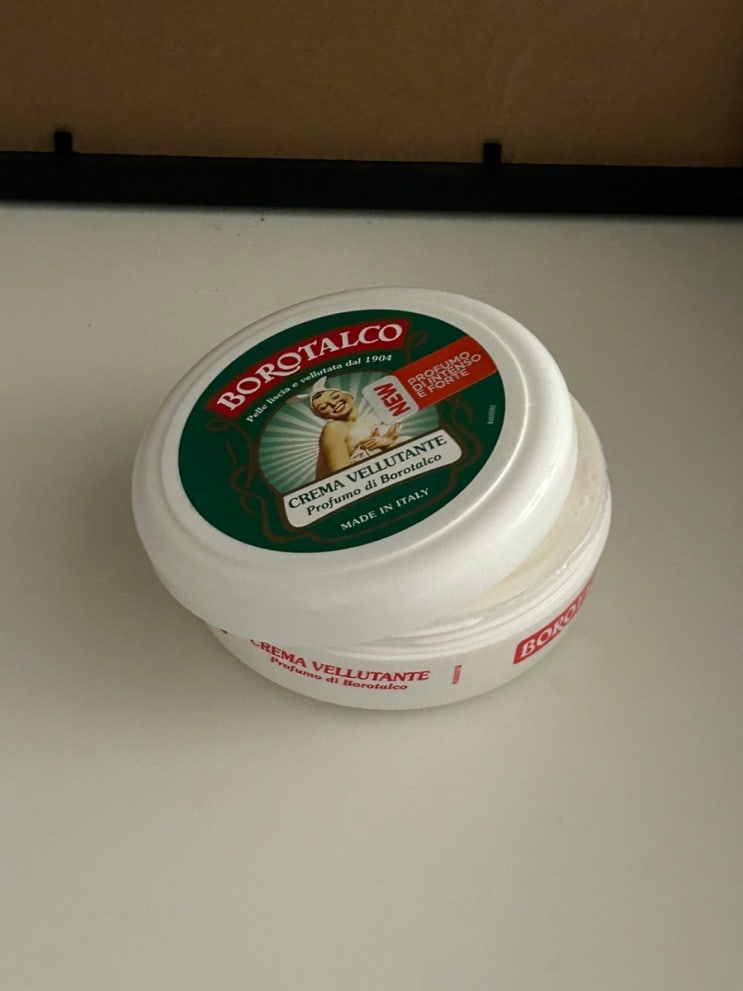 BOROTALCO
Pelle liscia e vellutata dal 1904
NEW
PROFUMO
DI INTENSO
E FORTE
CREMA VELLUTANTE
Profumo di Borotalco
MADE IN ITALY
CREMA VELLUTANTE
Profumo di Borotalco